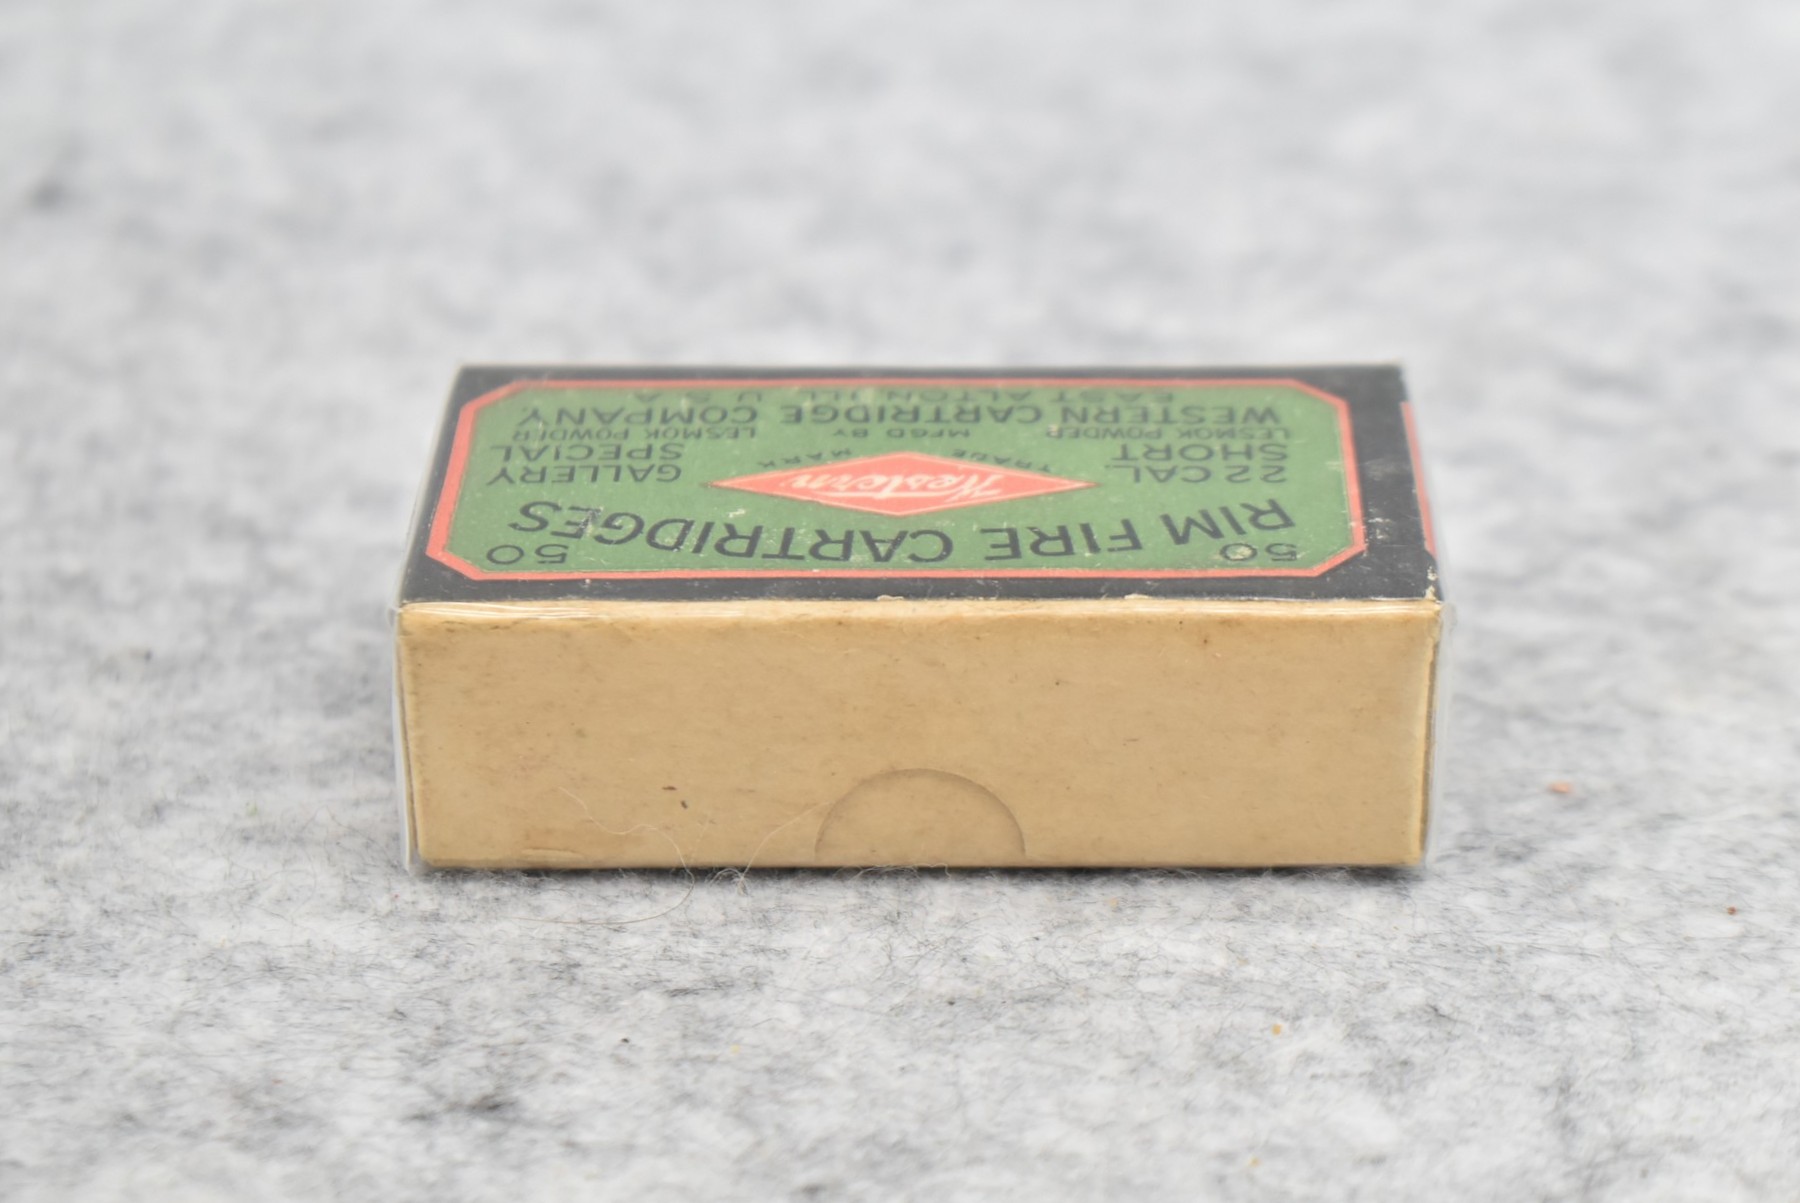 50 50
RIM FIRE CARTRIDGES
Western
22 CAL. GALLERY
TRADE MARK
SHORT SPECIAL
LESMOK POWDER MFGD BY LESMOK POWDER
WESTERN CARTRIDGE COMPANY.
EAST ALTON, ILL. U.S.A.